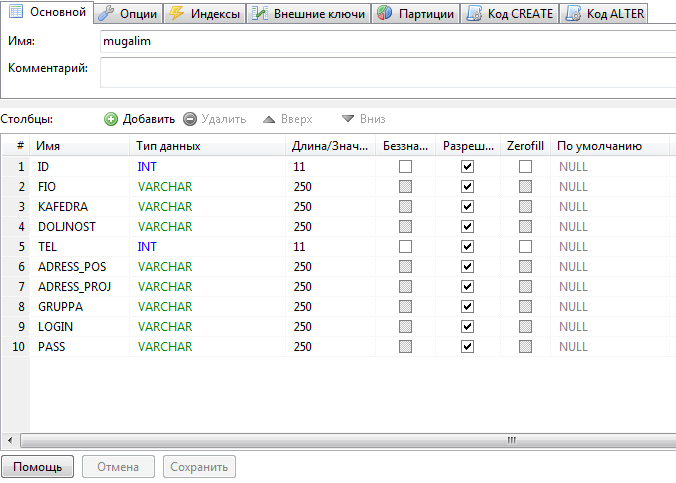 Основной Опции Индексы Внешние ключи Партиции Код CREATE Код ALTER
Имя: mugalim
Комментарий:
Столбцы: Добавить Удалить Вверх Вниз
# Имя Тип данных Длина/Знач... Беззна... Разреш... Zerofill По умолчанию
1 ID INT 11 NULL
2 FIO VARCHAR 250 NULL
3 KAFEDRA VARCHAR 250 NULL
4 DOLJNOST VARCHAR 250 NULL
5 TEL INT 11 NULL
6 ADRESS_POS VARCHAR 250 NULL
7 ADRESS_PROJ VARCHAR 250 NULL
8 GRUPPA VARCHAR 250 NULL
9 LOGIN VARCHAR 250 NULL
10 PASS VARCHAR 250 NULL
Помощь Отмена Сохранить